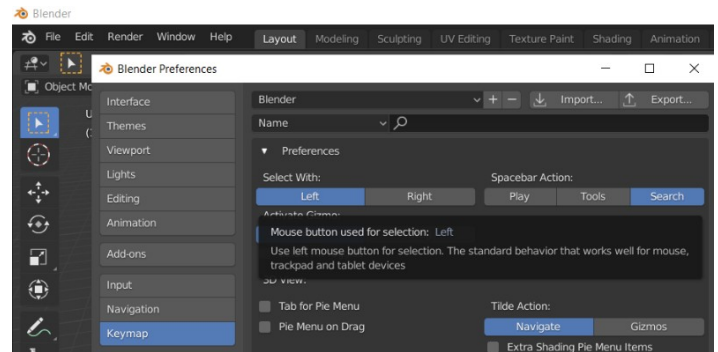 Blender
File Edit Render Window Help Layout Modeling Sculpting UV Editing Texture Paint Shading Animation
Blender Preferences
Object Mo
Interface Blender Import... Export...
U
Themes Name
(
Viewport Preferences
Lights Select With: Spacebar Action:
Editing Left Right Play Tools Search
Animation Activate Gizmo:
Mouse button used for selection: Left
Add-ons Use left mouse button for selection. The standard behavior that works well for mouse,
trackpad and tablet devices
Input 3D View:
Navigation Tab for Pie Menu Tilde Action:
Keymap Pie Menu on Drag Navigate Gizmos
Extra Shading Pie Menu Items